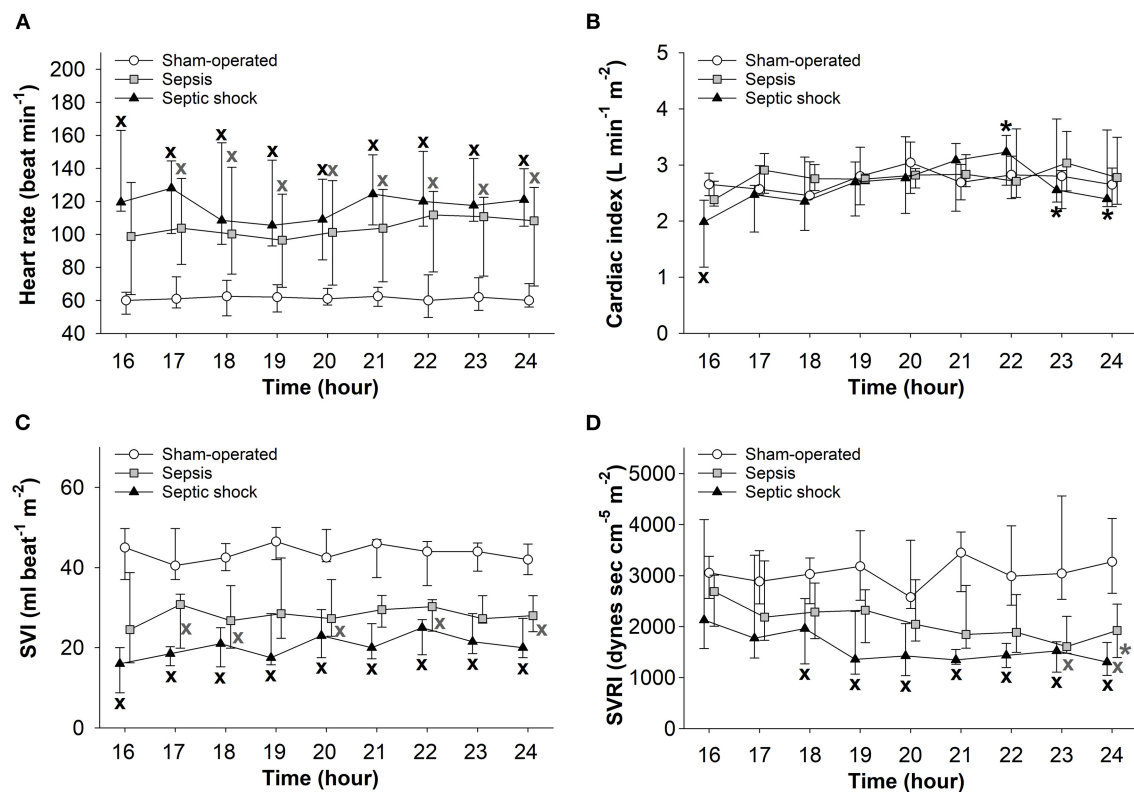 A
Sham-operated
Sepsis
Septic shock
Heart rate (beat min⁻¹)
200
180
160
140
120
100
80
60
40
x x x x x x x x x
x x x x x x x x
16 17 18 19 20 21 22 23 24
Time (hour)
B
Sham-operated
Sepsis
Septic shock
Cardiac index (L min⁻¹ m⁻²)
5
4
3
2
1
0
*
* *
x
16 17 18 19 20 21 22 23 24
Time (hour)
C
Sham-operated
Sepsis
Septic shock
SVI (ml beat⁻¹ m⁻²)
60
40
20
0
x x x x x
x x x x x x x x x
16 17 18 19 20 21 22 23 24
Time (hour)
D
Sham-operated
Sepsis
Septic shock
SVRI (dynes sec cm⁻⁵ m⁻²)
5000
4000
3000
2000
1000
0
*
x x
x x x x x x x
16 17 18 19 20 21 22 23 24
Time (hour)